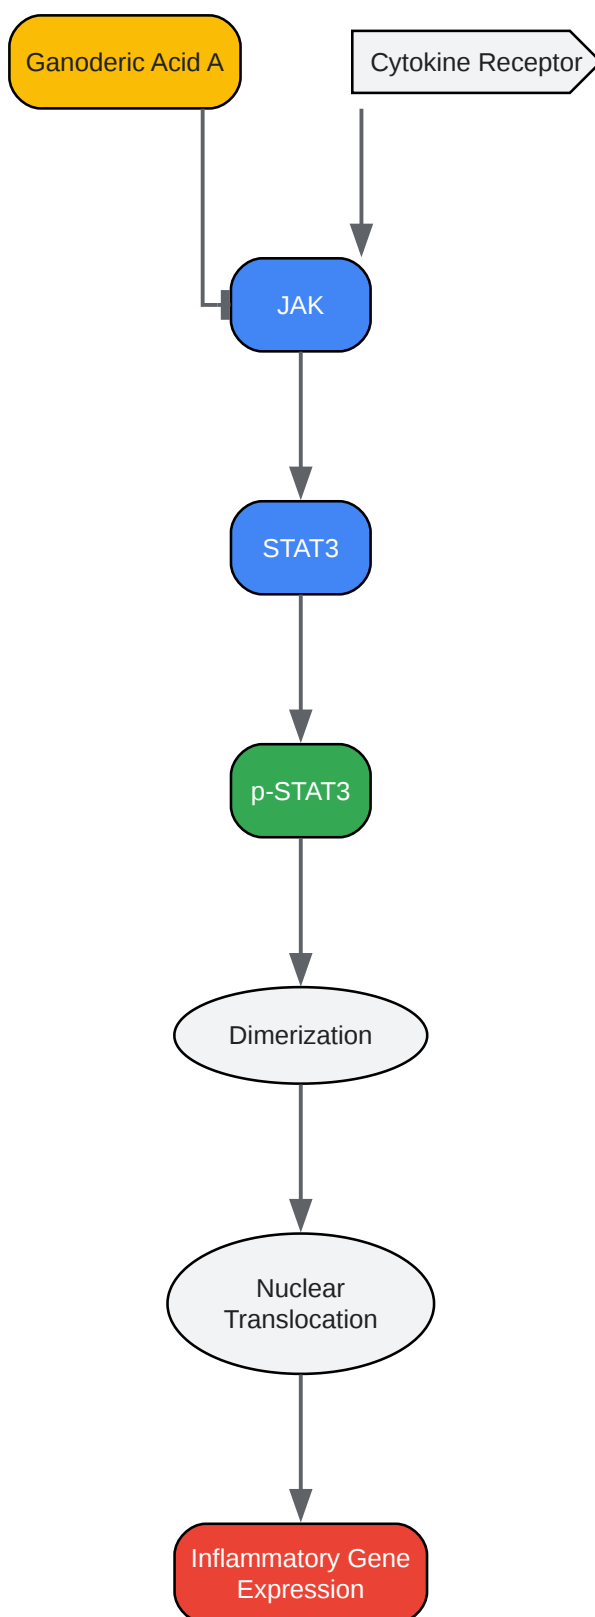 Ganoderic Acid A
Cytokine Receptor
JAK
STAT3
p-STAT3
Dimerization
Nuclear
Translocation
Inflammatory Gene
Expression